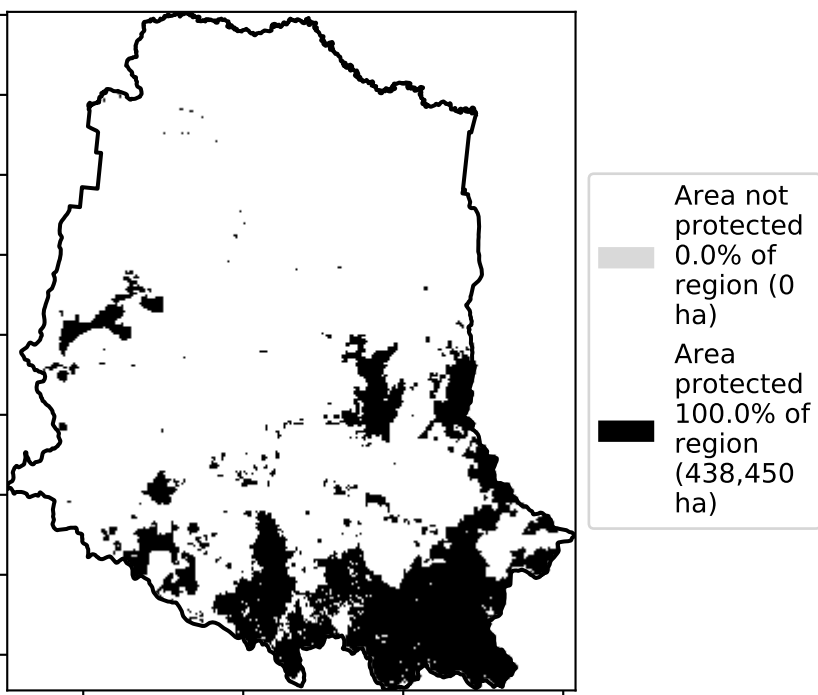 Area not
protected
0.0% of
region (0
ha)
Area
protected
100.0% of
region
(438,450
ha)